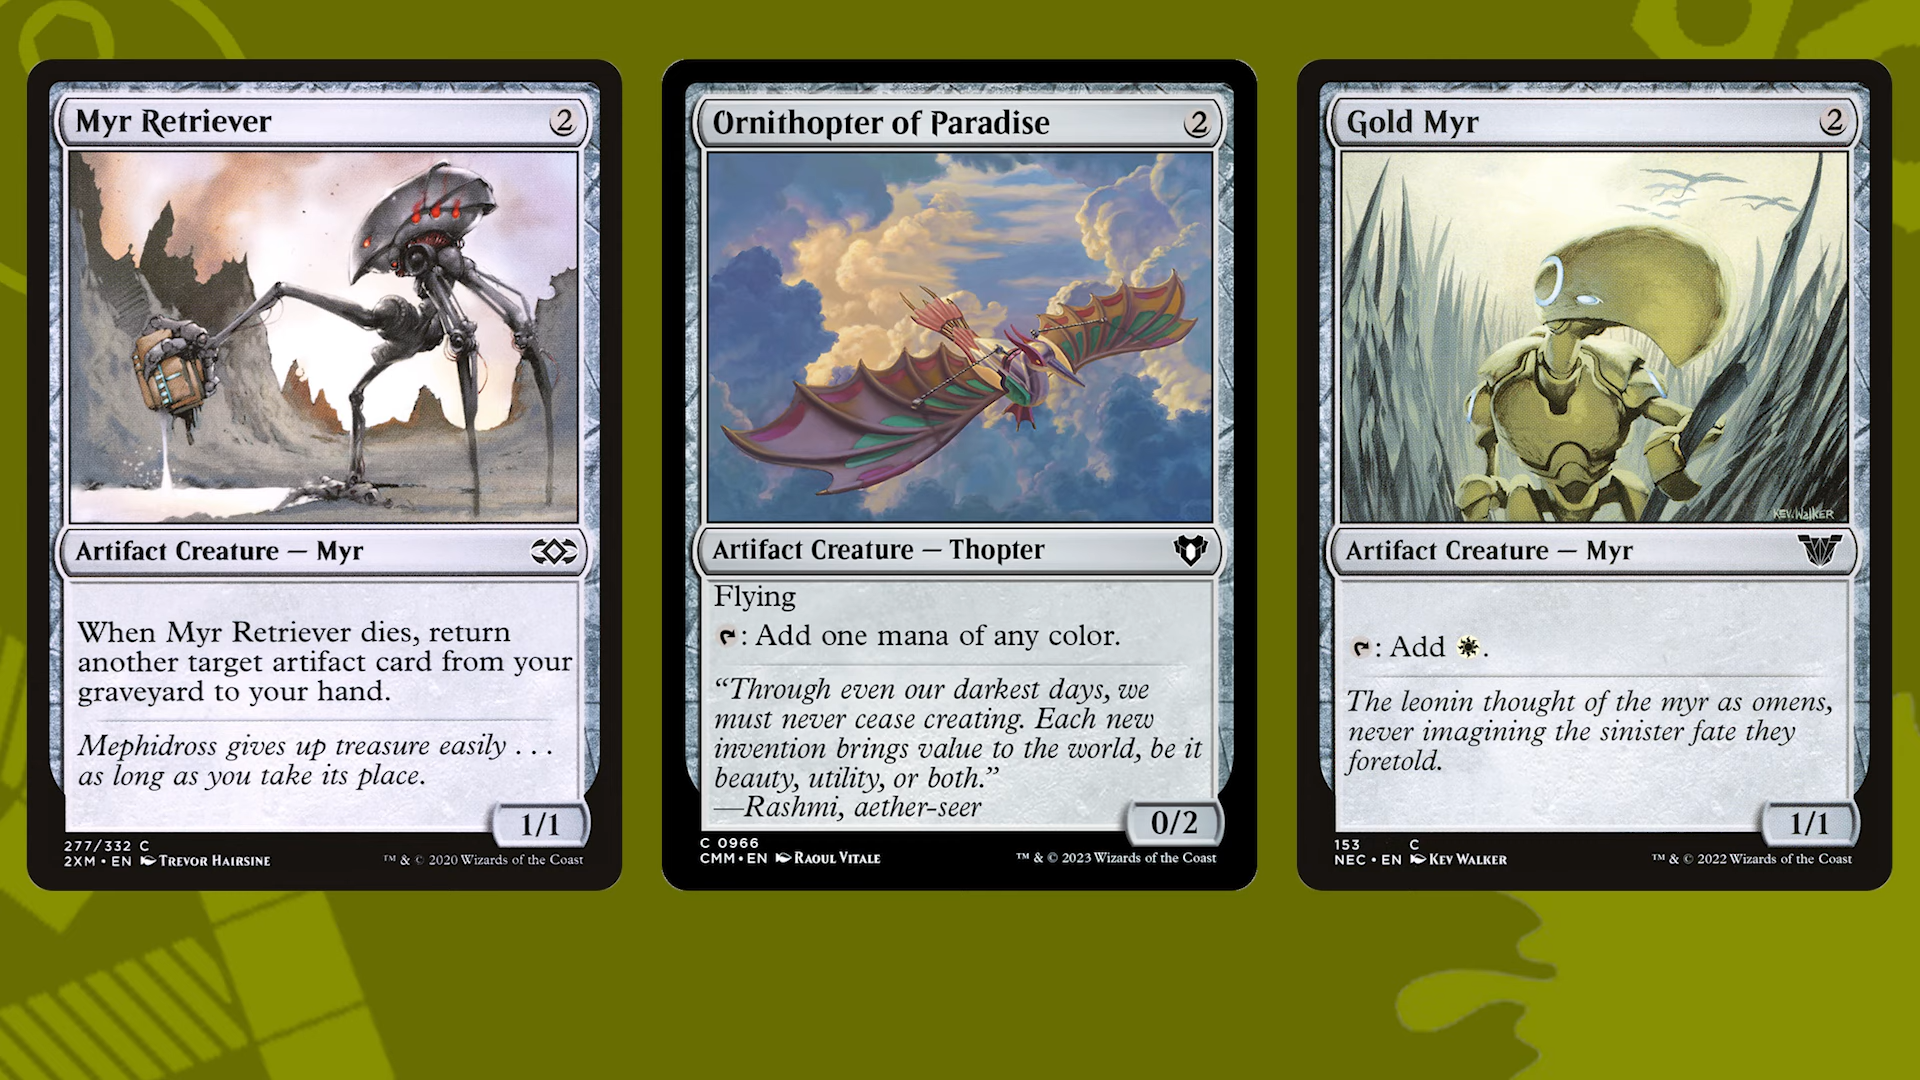 Myr Retriever 2
Artifact Creature — Myr
When Myr Retriever dies, return
another target artifact card from your
graveyard to your hand.
Mephidross gives up treasure easily . . .
as long as you take its place.
1/1
277/332 C
2XM • EN TREVOR HAIRSINE
™ & © 2020 Wizards of the Coast
Ornithopter of Paradise 2
Artifact Creature — Thopter
Flying
: Add one mana of any color.
“Through even our darkest days, we
must never cease creating. Each new
invention brings value to the world, be it
beauty, utility, or both.”
—Rashmi, aether-seer
0/2
C 0966
CMM • EN RAOUL VITALE
™ & © 2023 Wizards of the Coast
Gold Myr 2
KEV. WALKER
Artifact Creature — Myr
: Add .
The leonin thought of the myr as omens,
never imagining the sinister fate they
foretold.
1/1
153 C
NEC • EN KEV WALKER
™ & © 2022 Wizards of the Coast